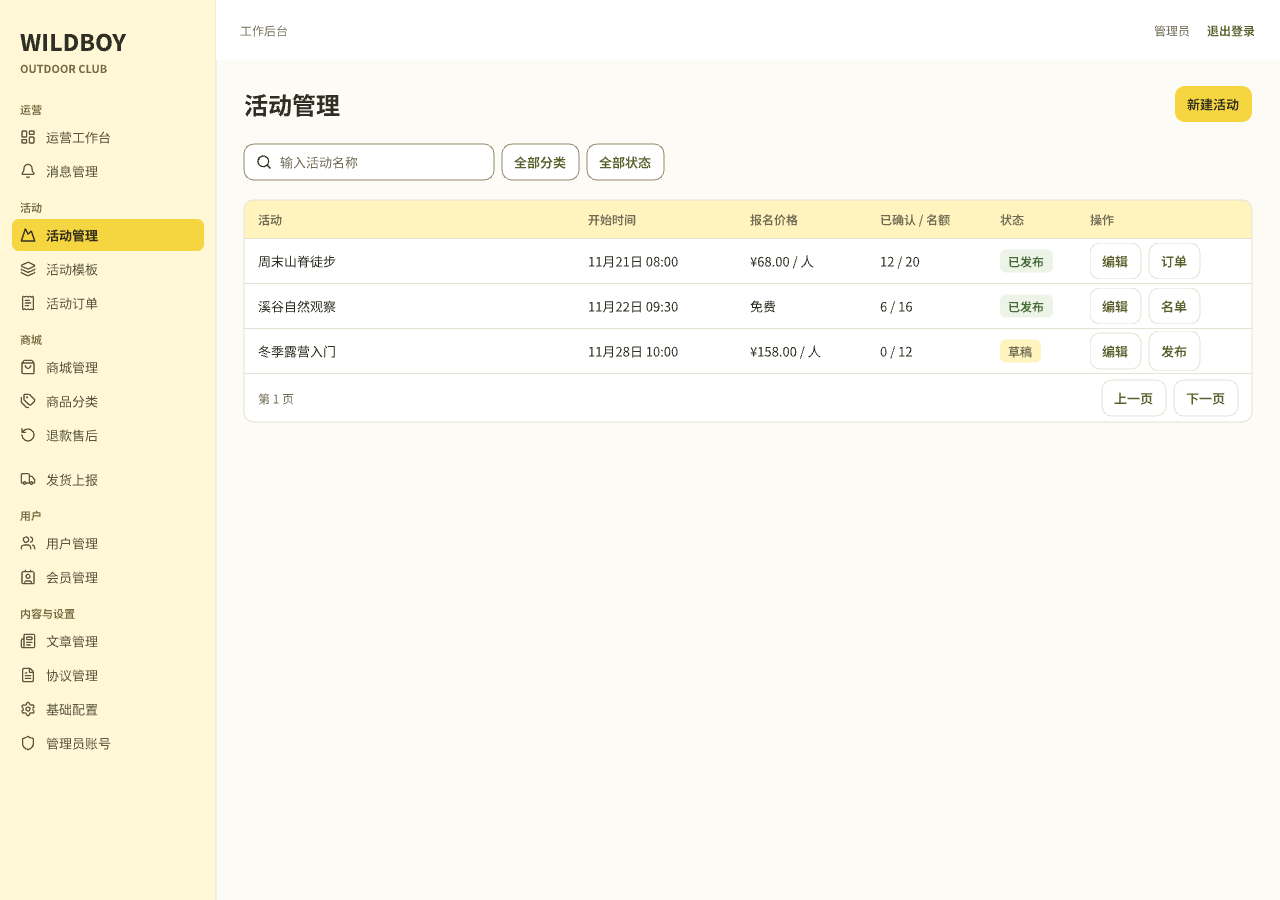 WILDBOY
OUTDOOR CLUB
运营
运营工作台
消息管理
活动
活动管理
活动模板
活动订单
商城
商城管理
商品分类
退款售后
发货上报
用户
用户管理
会员管理
内容与设置
文章管理
协议管理
基础配置
管理员账号
工作后台 管理员 退出登录
活动管理 新建活动
输入活动名称 全部分类 全部状态
活动 开始时间 报名价格 已确认 / 名额 状态 操作
周末山脊徒步 11月21日 08:00 ¥68.00 / 人 12 / 20 已发布 编辑 订单
溪谷自然观察 11月22日 09:30 免费 6 / 16 已发布 编辑 名单
冬季露营入门 11月28日 10:00 ¥158.00 / 人 0 / 12 草稿 编辑 发布
第 1 页 上一页 下一页